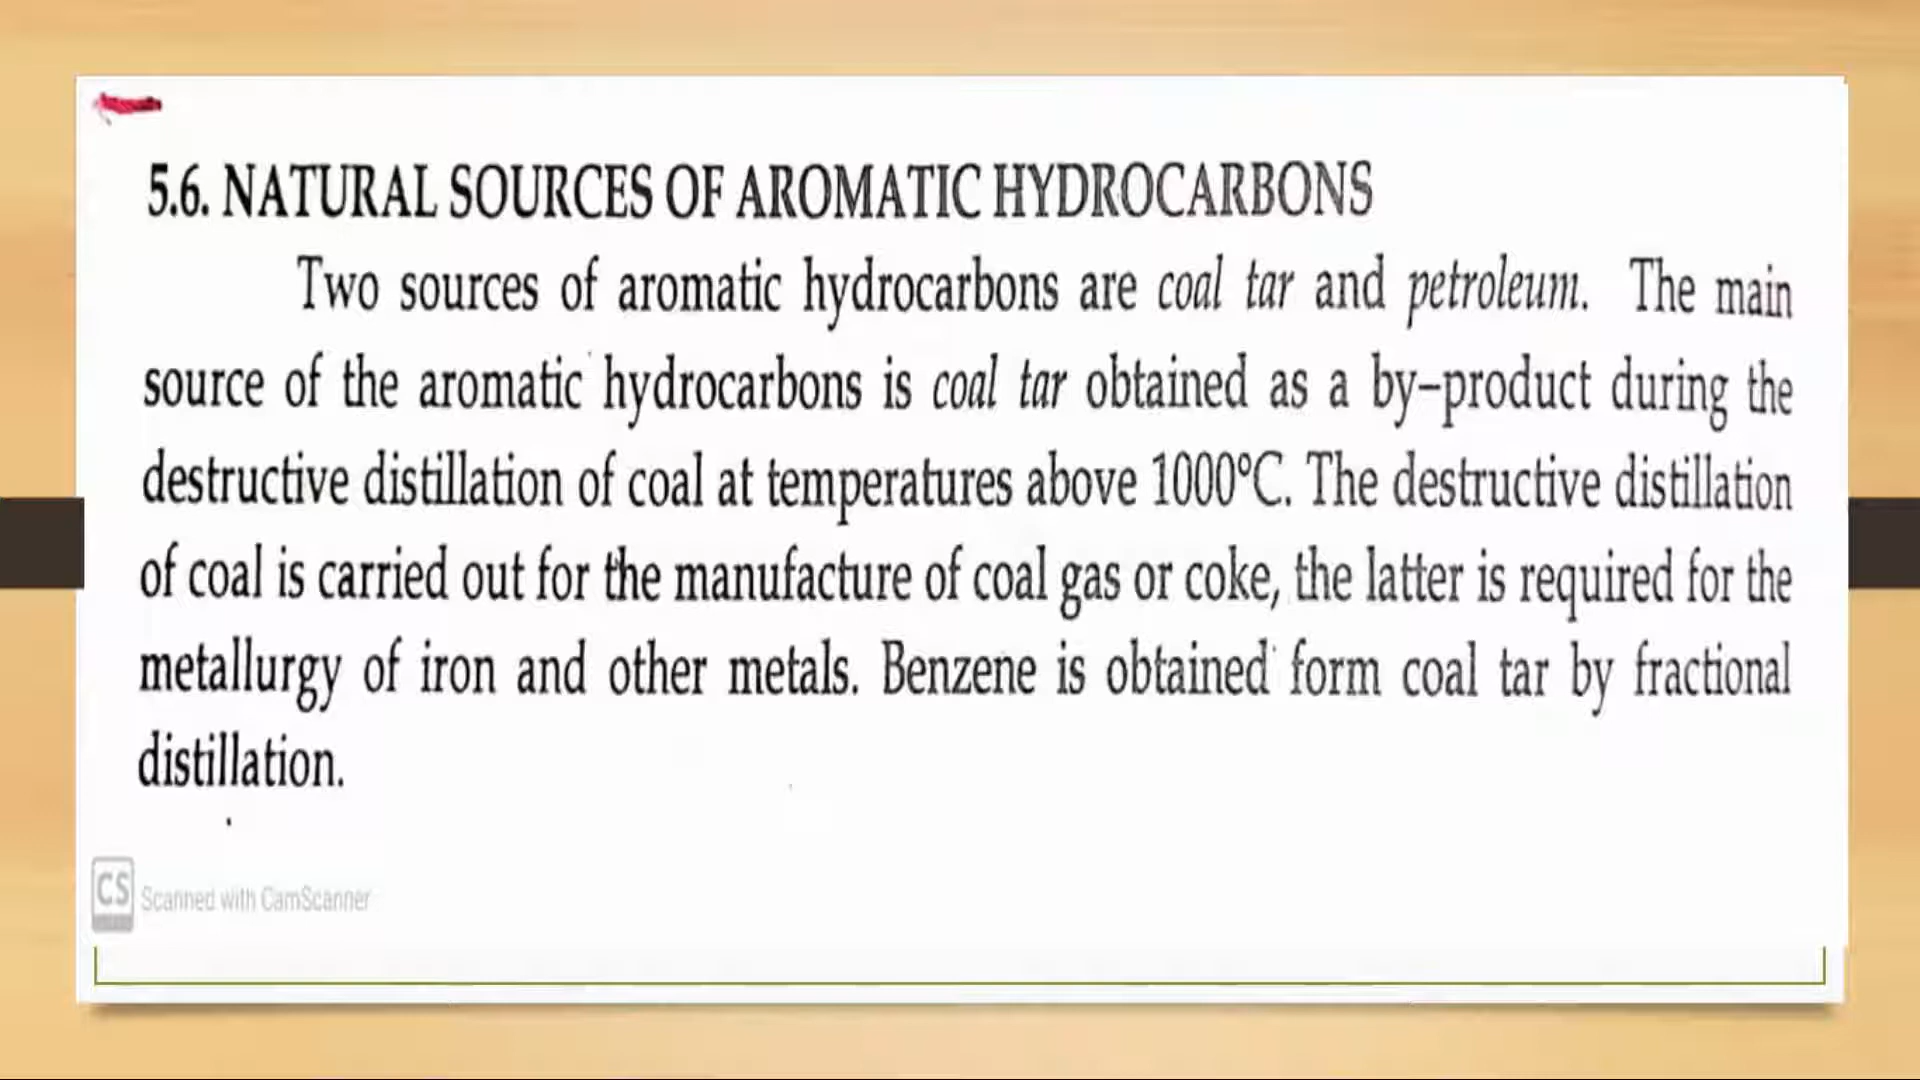 5.6. NATURAL SOURCES OF AROMATIC HYDROCARBONS
Two sources of aromatic hydrocarbons are coal tar and petroleum. The main
source of the aromatic hydrocarbons is coal tar obtained as a by–product during the
destructive distillation of coal at temperatures above 1000°C. The destructive distillation
of coal is carried out for the manufacture of coal gas or coke, the latter is required for the
metallurgy of iron and other metals. Benzene is obtained form coal tar by fractional
distillation.
CS Scanned with CamScanner